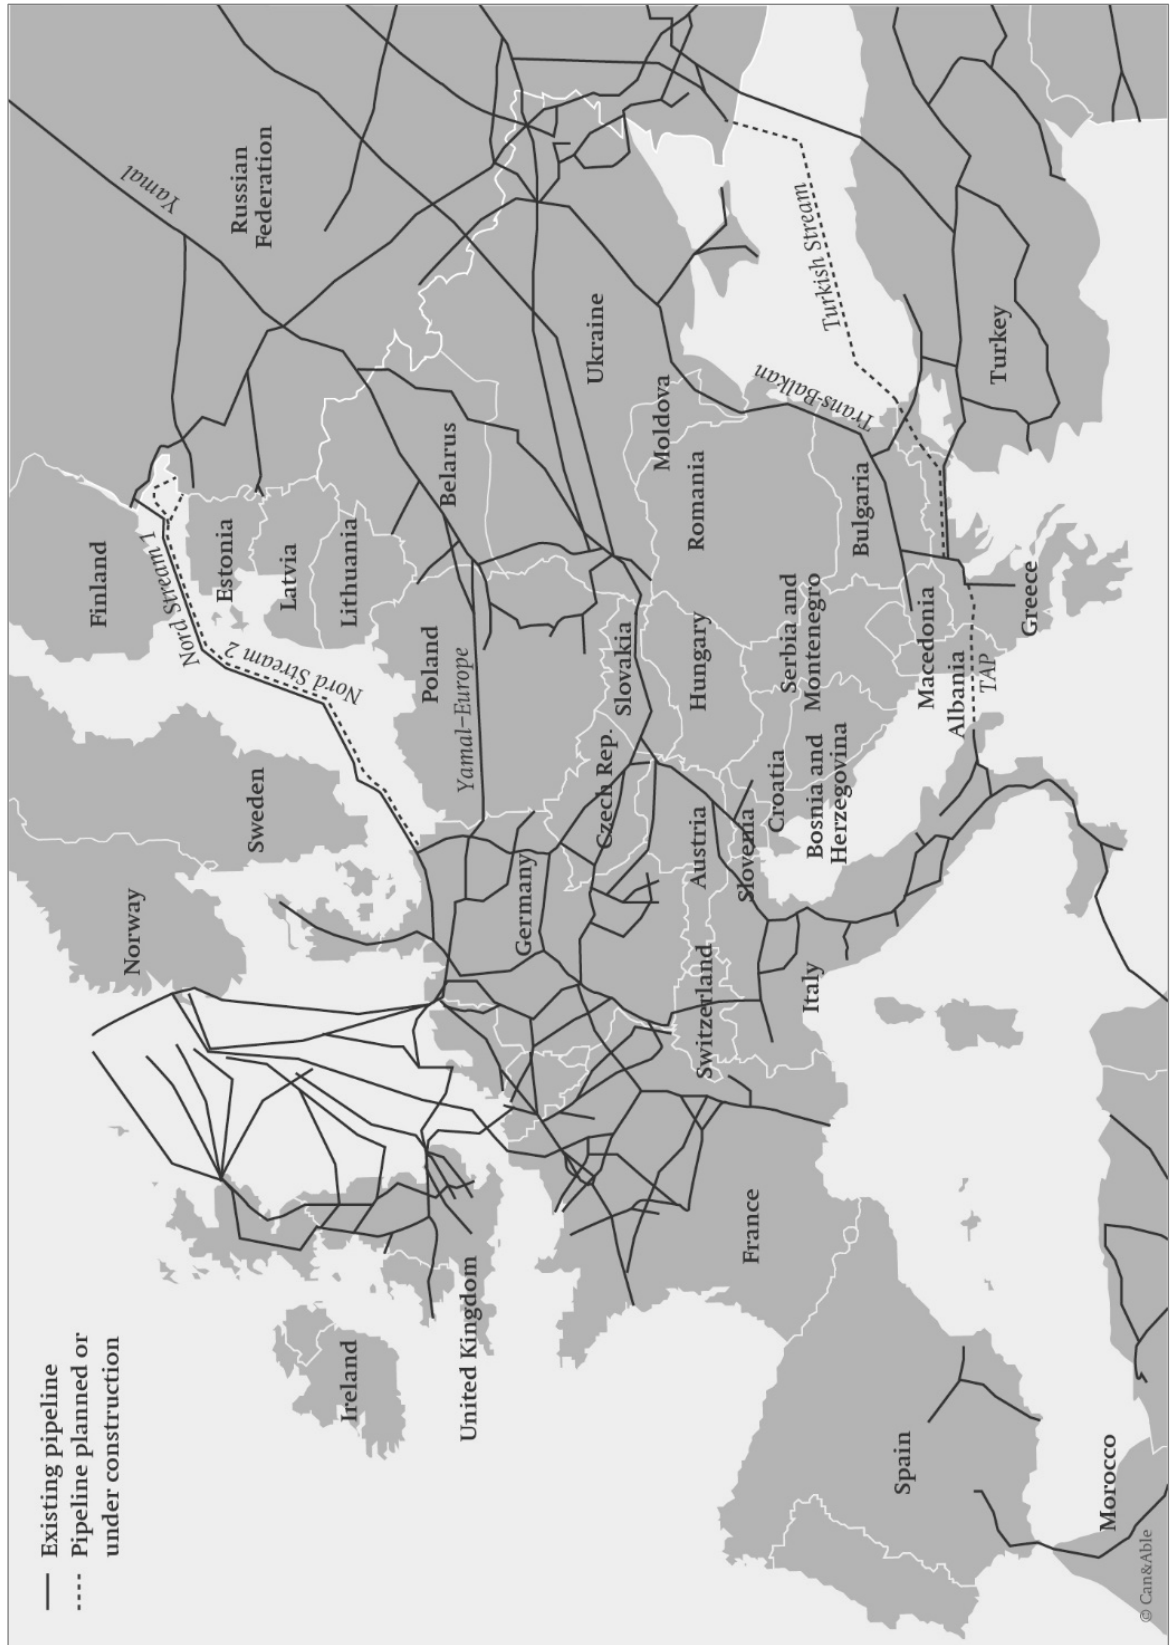 Existing pipeline
Pipeline planned or
under construction
Norway
Sweden
Finland
Nord Stream 1
Nord Stream 2
Estonia
Latvia
Lithuania
Russian
Federation
Yamal
Ireland
United Kingdom
Germany
Poland
Yamal–Europe
Belarus
Czech Rep.
Slovakia
Ukraine
Moldova
France
Switzerland
Austria
Slovenia
Hungary
Romania
Croatia
Bosnia and
Herzegovina
Serbia and
Montenegro
Trans-Balkan
Turkish Stream
Italy
Bulgaria
Macedonia
Albania
TAP
Greece
Turkey
Spain
Morocco
© Can&Able